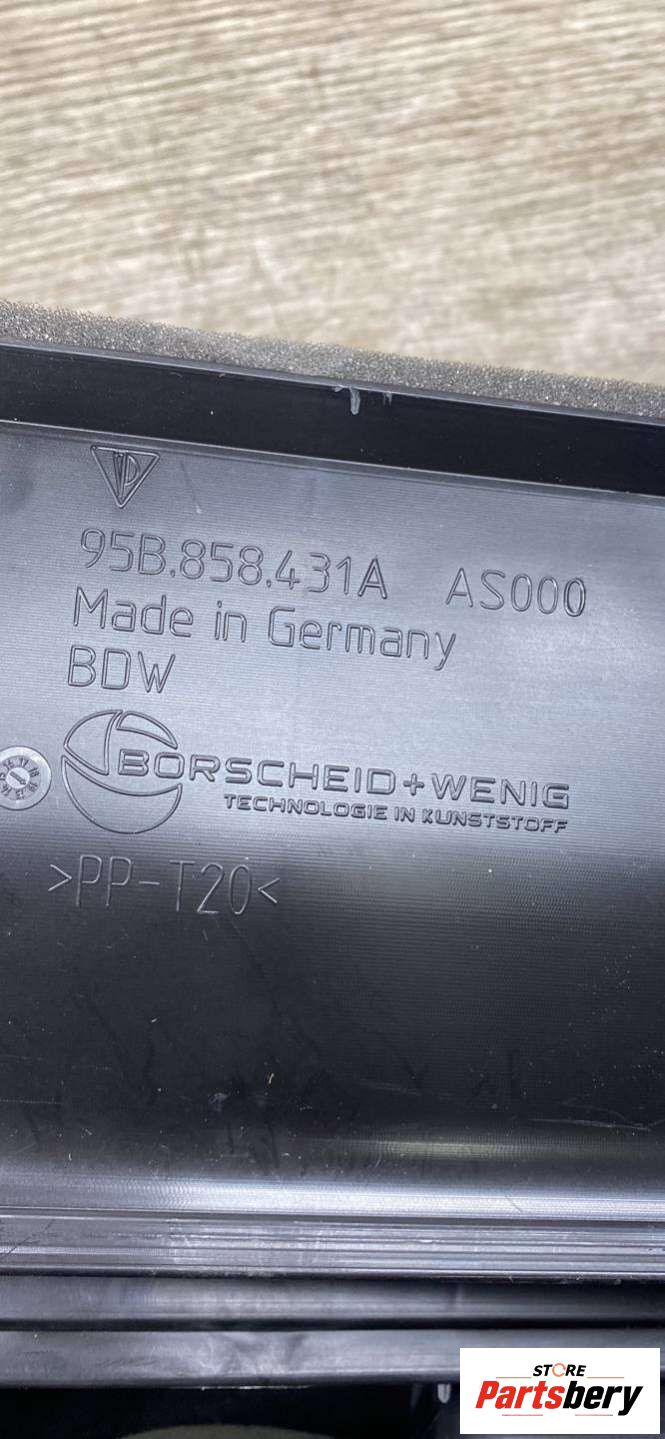 95B.858.431A AS000
Made in Germany
BDW
BORSCHEID+WENIG
TECHNOLOGIE IN KUNSTSTOFF
>PP-T20<
STORE
Partsbery